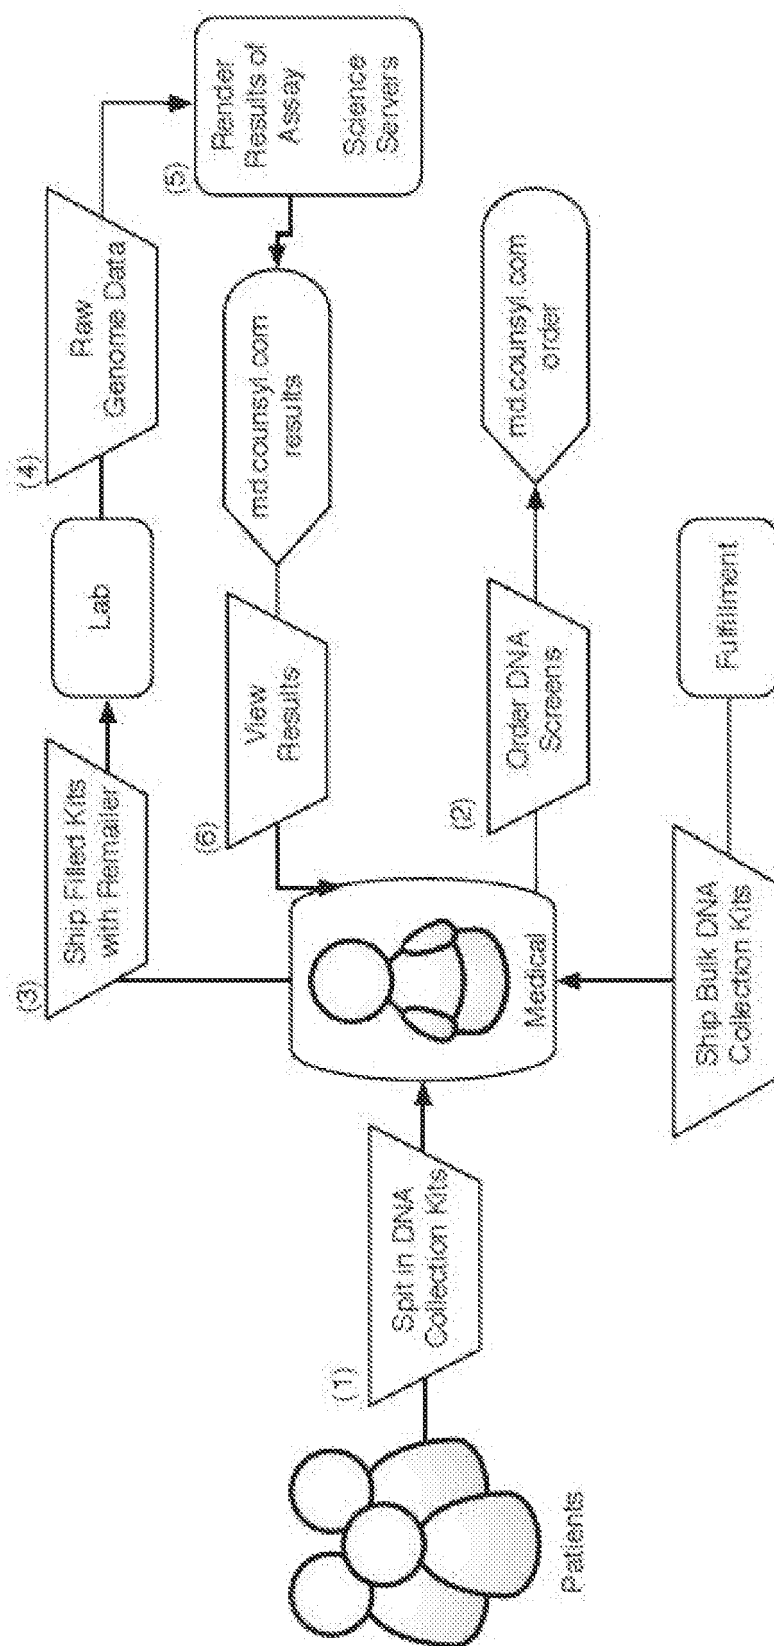 Patients
(1)
Spit in DNA
Collection Kits
Medical
(2)
Order DNA
Screens
md.counsyl.com
order
(3)
Ship Filled Kits
with Remailer
Lab
(4)
Raw
Genome Data
(5)
Render
Results of
Assay
Science
Servers
md.counsyl.com
results
(6)
View
Results
Ship Bulk DNA
Collection Kits
Fulfillment